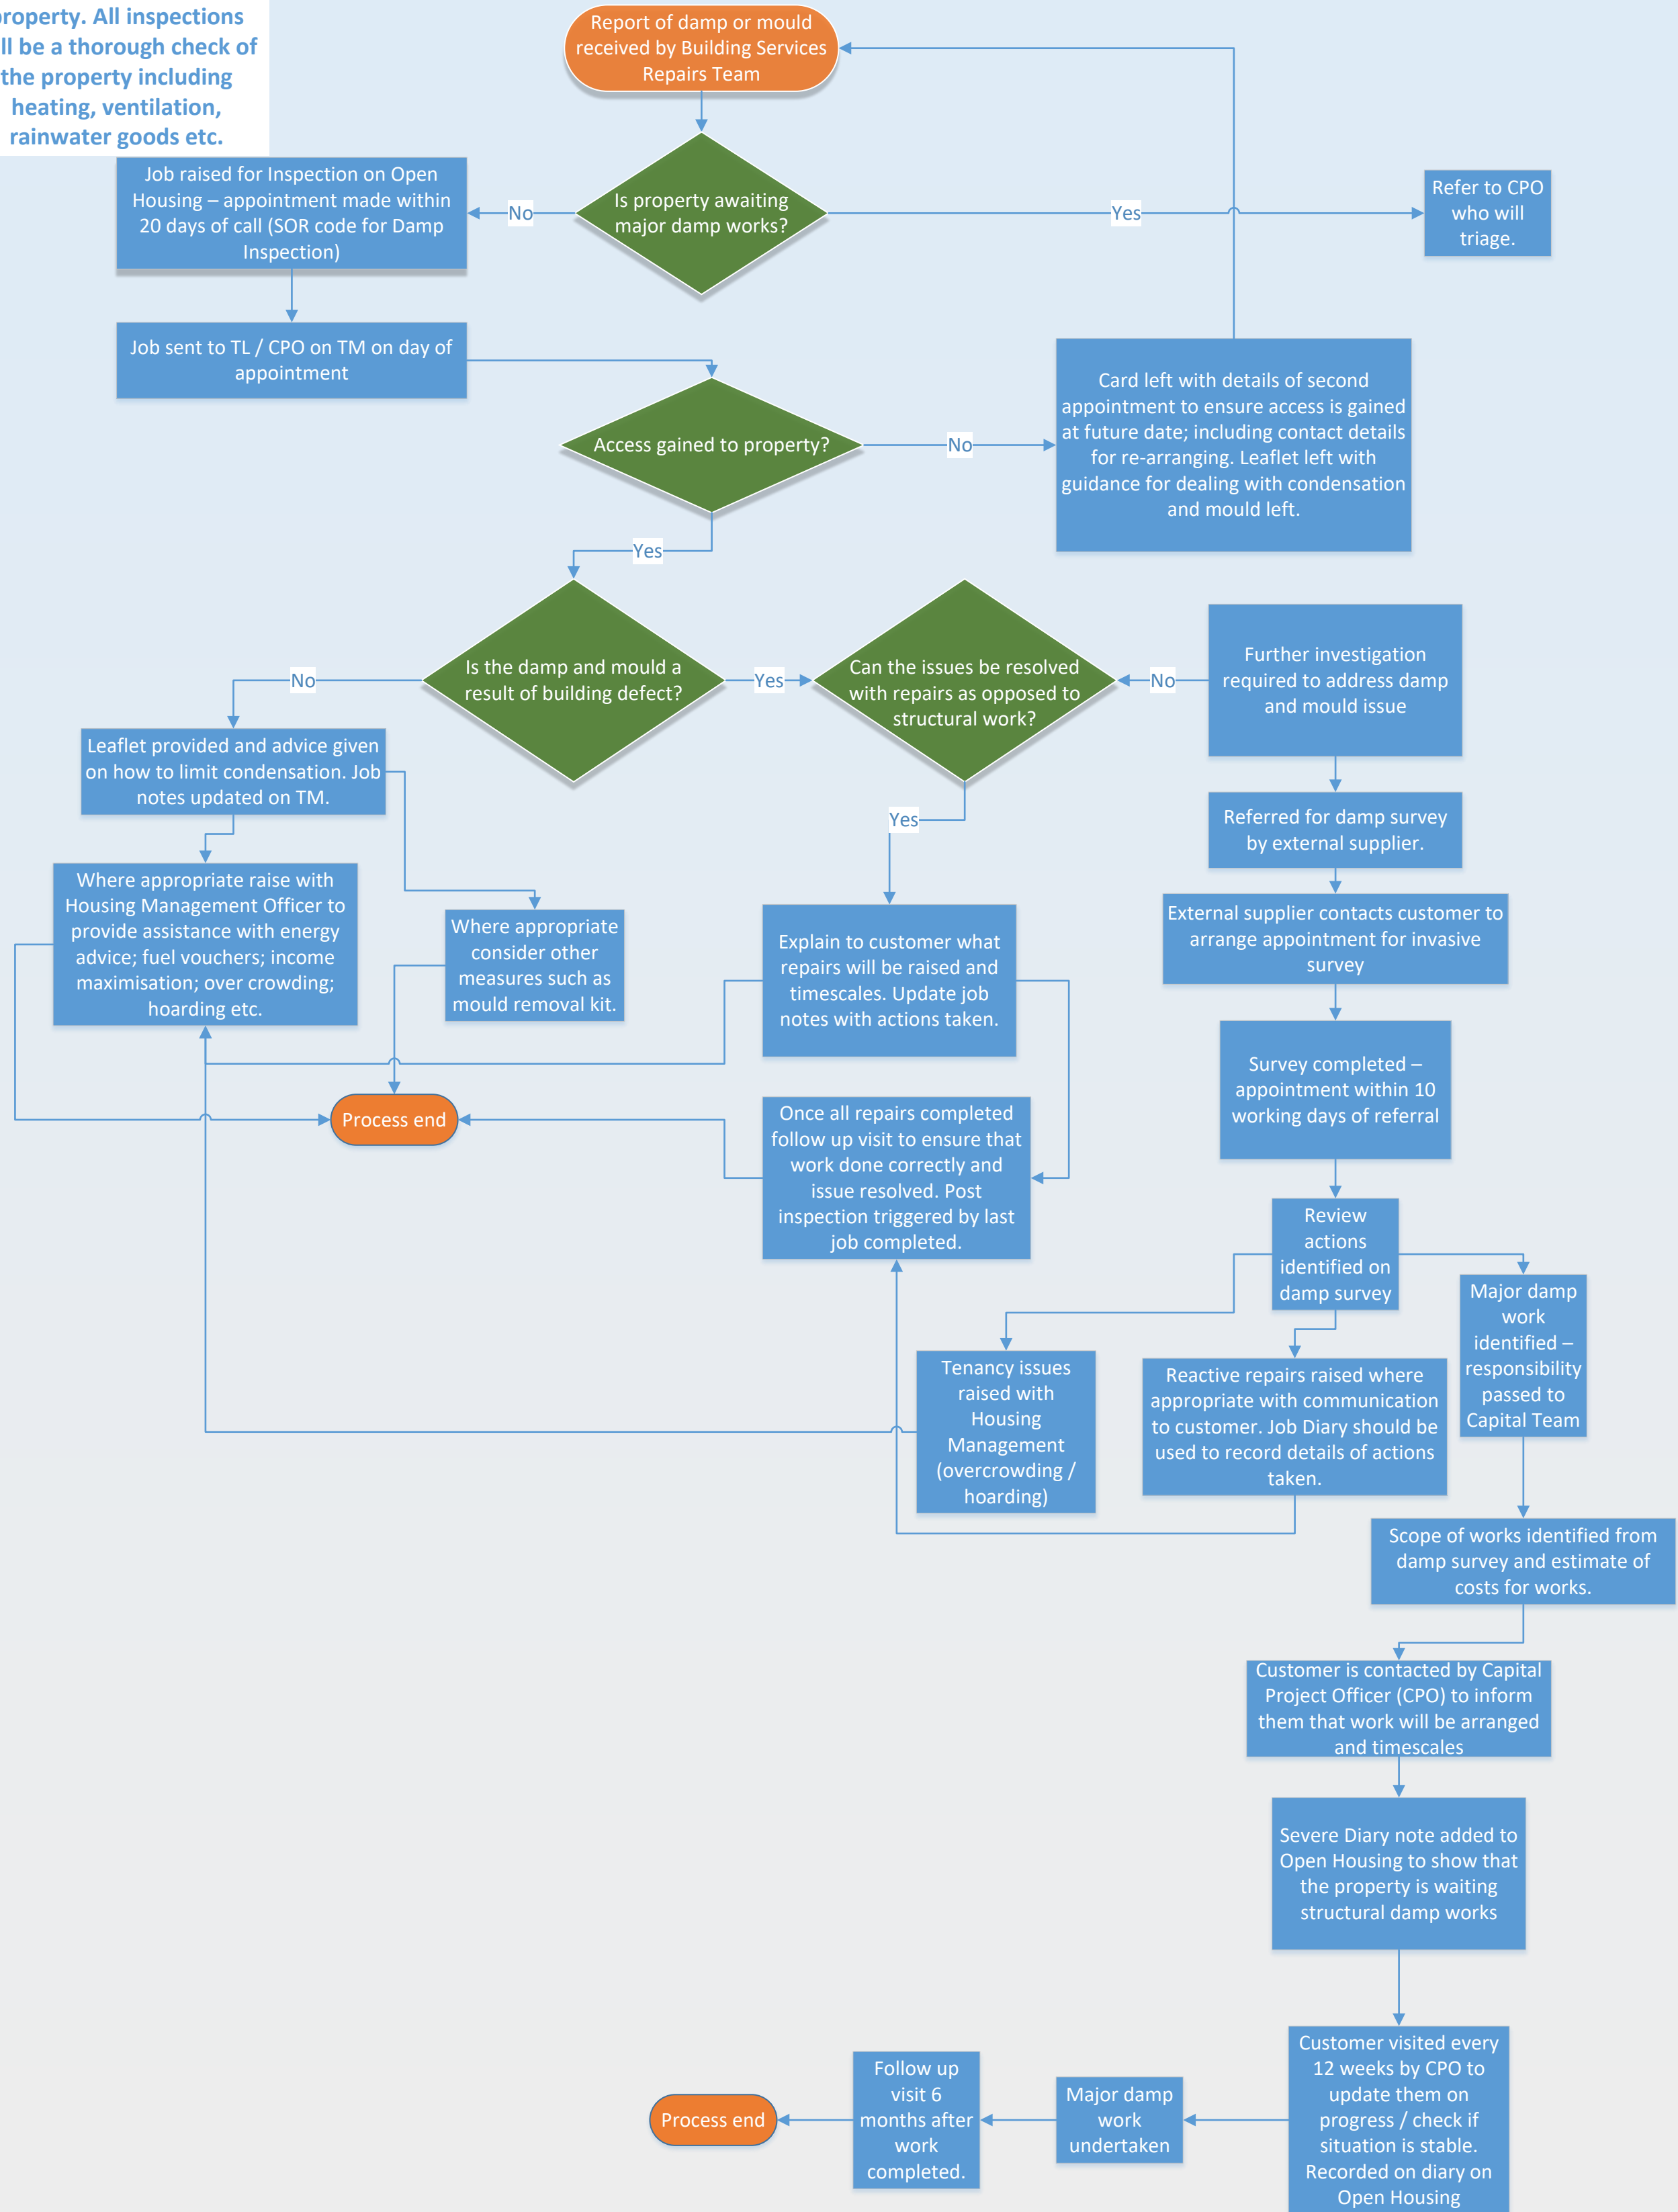 property. All inspections
ll be a thorough check of
the property including
heating, ventilation,
rainwater goods etc.
Report of damp or mould
received by Building Services
Repairs Team
Job raised for Inspection on Open
Housing – appointment made within
20 days of call (SOR code for Damp
Inspection)
No
Is property awaiting
major damp works?
Yes
Refer to CPO
who will
triage.
Job sent to TL / CPO on TM on day of
appointment
Access gained to property?
No
Card left with details of second
appointment to ensure access is gained
at future date; including contact details
for re-arranging. Leaflet left with
guidance for dealing with condensation
and mould left.
Yes
No
Is the damp and mould a
result of building defect?
Yes
Can the issues be resolved
with repairs as opposed to
structural work?
No
Further investigation
required to address damp
and mould issue
Leaflet provided and advice given
on how to limit condensation. Job
notes updated on TM.
Yes
Referred for damp survey
by external supplier.
Where appropriate raise with
Housing Management Officer to
provide assistance with energy
advice; fuel vouchers; income
maximisation; over crowding;
hoarding etc.
Where appropriate
consider other
measures such as
mould removal kit.
Explain to customer what
repairs will be raised and
timescales. Update job
notes with actions taken.
External supplier contacts customer to
arrange appointment for invasive
survey
Survey completed –
appointment within 10
working days of referral
Process end
Once all repairs completed
follow up visit to ensure that
work done correctly and
issue resolved. Post
inspection triggered by last
job completed.
Review
actions
identified on
damp survey
Major damp
work
identified –
responsibility
passed to
Capital Team
Tenancy issues
raised with
Housing
Management
(overcrowding /
hoarding)
Reactive repairs raised where
appropriate with communication
to customer. Job Diary should be
used to record details of actions
taken.
Scope of works identified from
damp survey and estimate of
costs for works.
Customer is contacted by Capital
Project Officer (CPO) to inform
them that work will be arranged
and timescales
Severe Diary note added to
Open Housing to show that
the property is waiting
structural damp works
Customer visited every
12 weeks by CPO to
update them on
progress / check if
situation is stable.
Recorded on diary on
Open Housing
Major damp
work
undertaken
Follow up
visit 6
months after
work
completed.
Process end